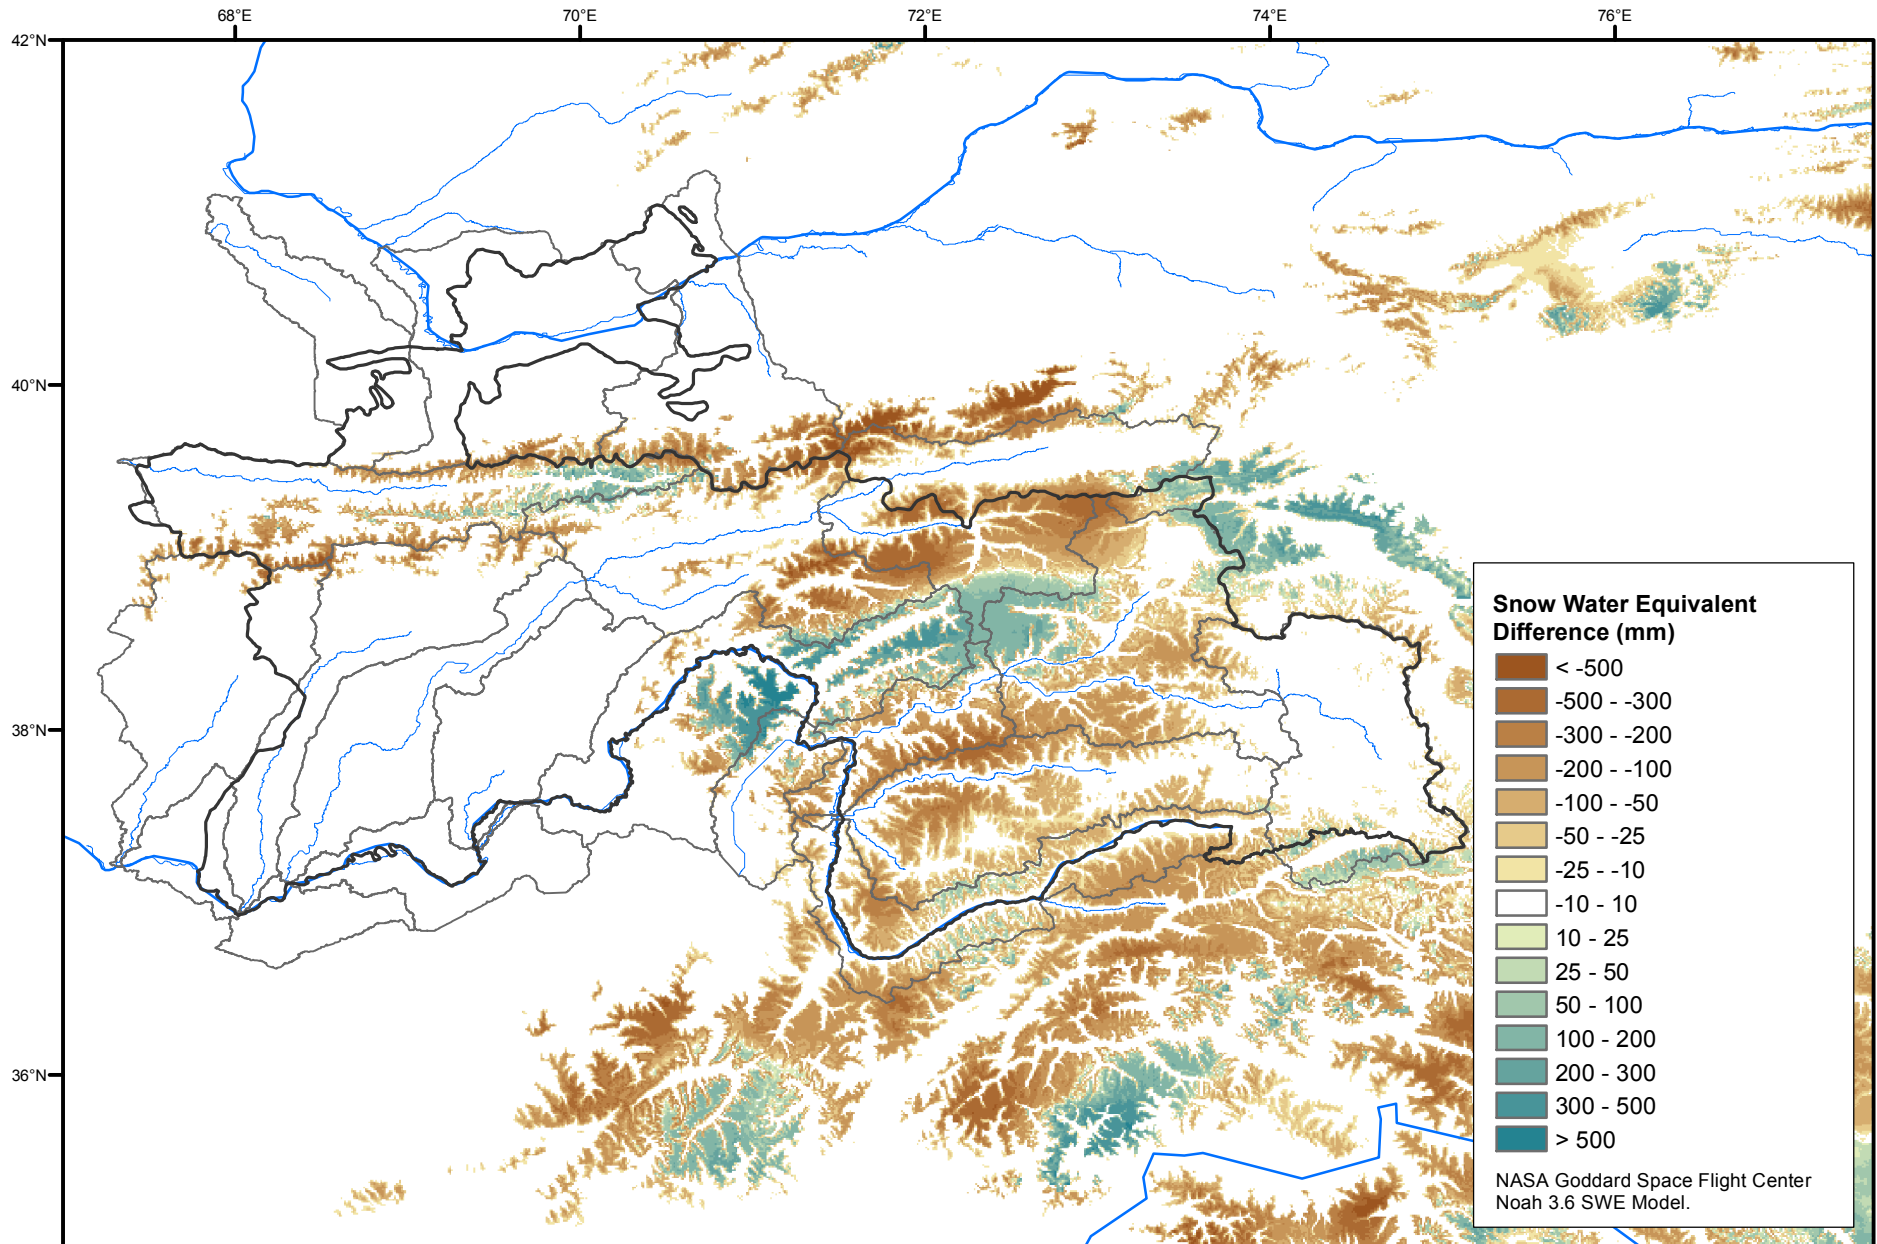 68°E
70°E
72°E
74°E
76°E
42°N
40°N
38°N
36°N
Snow Water Equivalent
Difference (mm)
< -500
-500 - -300
-300 - -200
-200 - -100
-100 - -50
-50 - -25
-25 - -10
-10 - 10
10 - 25
25 - 50
50 - 100
100 - 200
200 - 300
300 - 500
> 500
NASA Goddard Space Flight Center
Noah 3.6 SWE Model.